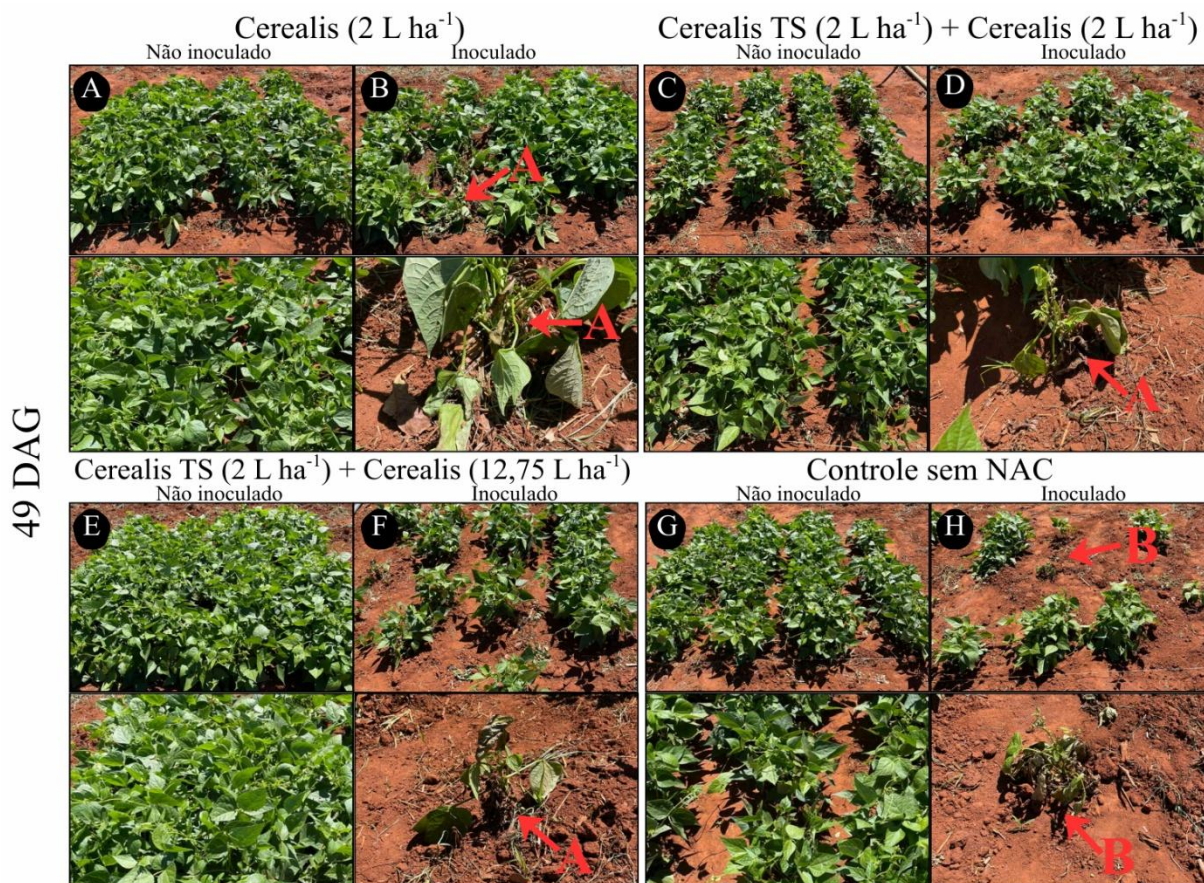 Cerealis (2 L ha⁻¹)
Não inoculado Inoculado
Cerealis TS (2 L ha⁻¹) + Cerealis (2 L ha⁻¹)
Não inoculado Inoculado
A
B
A
C
D
A
A
49 DAG
Cerealis TS (2 L ha⁻¹) + Cerealis (12,75 L ha⁻¹)
Não inoculado Inoculado
Controle sem NAC
Não inoculado Inoculado
E
F
G
H
B
A
B